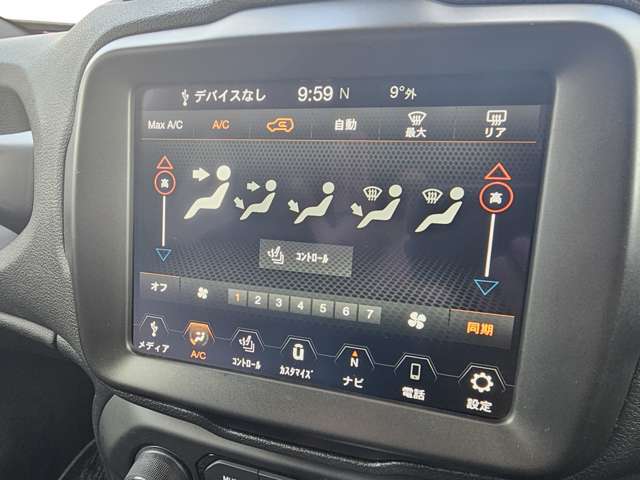 デバイスなし 9:59 N 9°外
Max A/C A/C 自動 最大 リア
高 高
コントロール
オフ 1 2 3 4 5 6 7 同期
メディア A/C コントロール カスタマイズ N ナビ 電話 設定